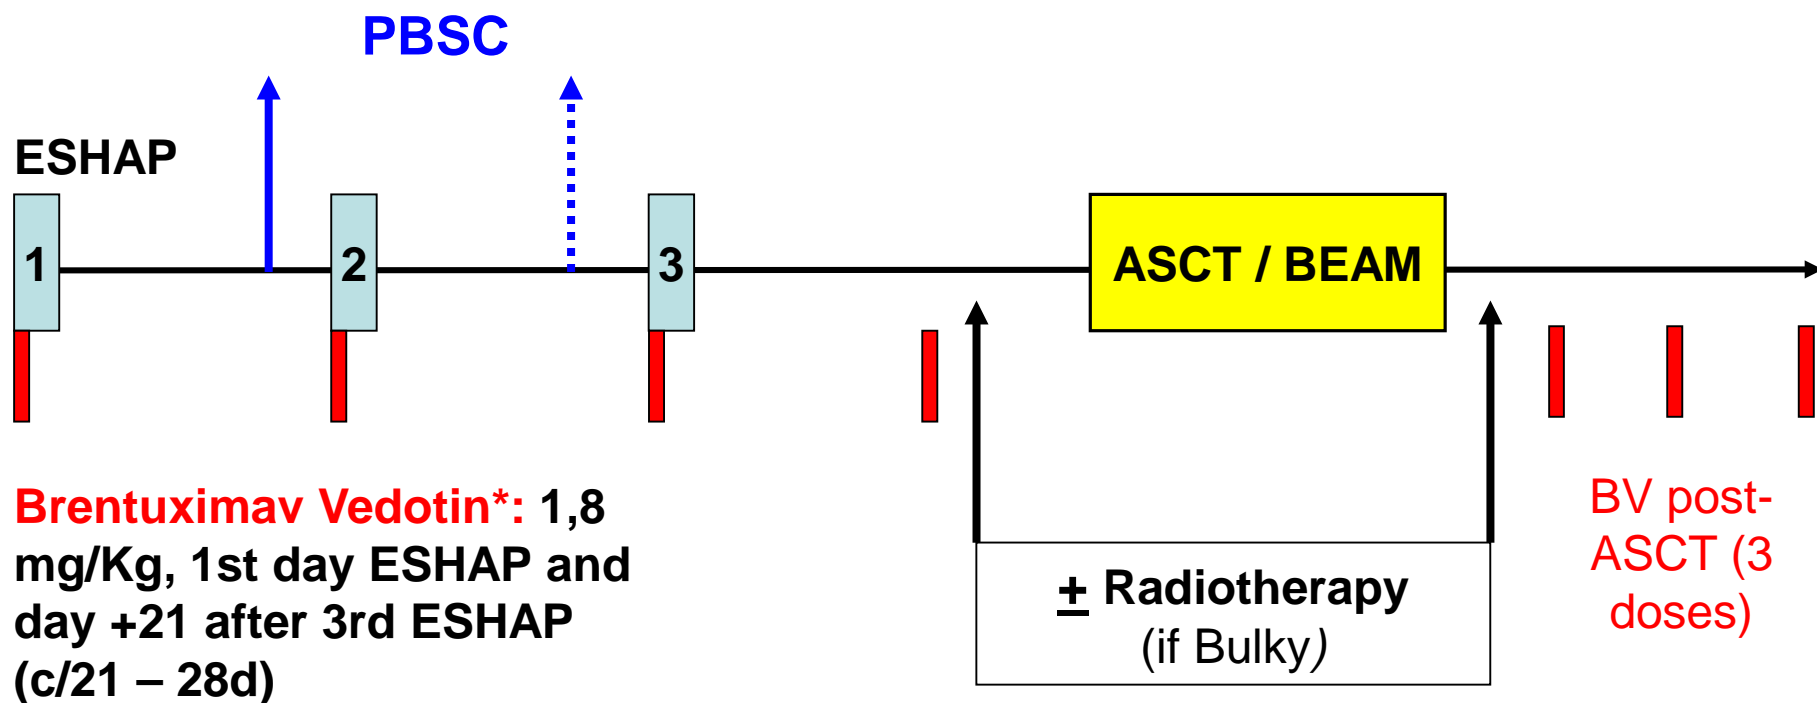 PBSC
ESHAP
1
2
3
ASCT / BEAM
Brentuximav Vedotin*: 1,8
mg/Kg, 1st day ESHAP and
day +21 after 3rd ESHAP
(c/21 – 28d)
± Radiotherapy
(if Bulky)
BV post-
ASCT (3
doses)